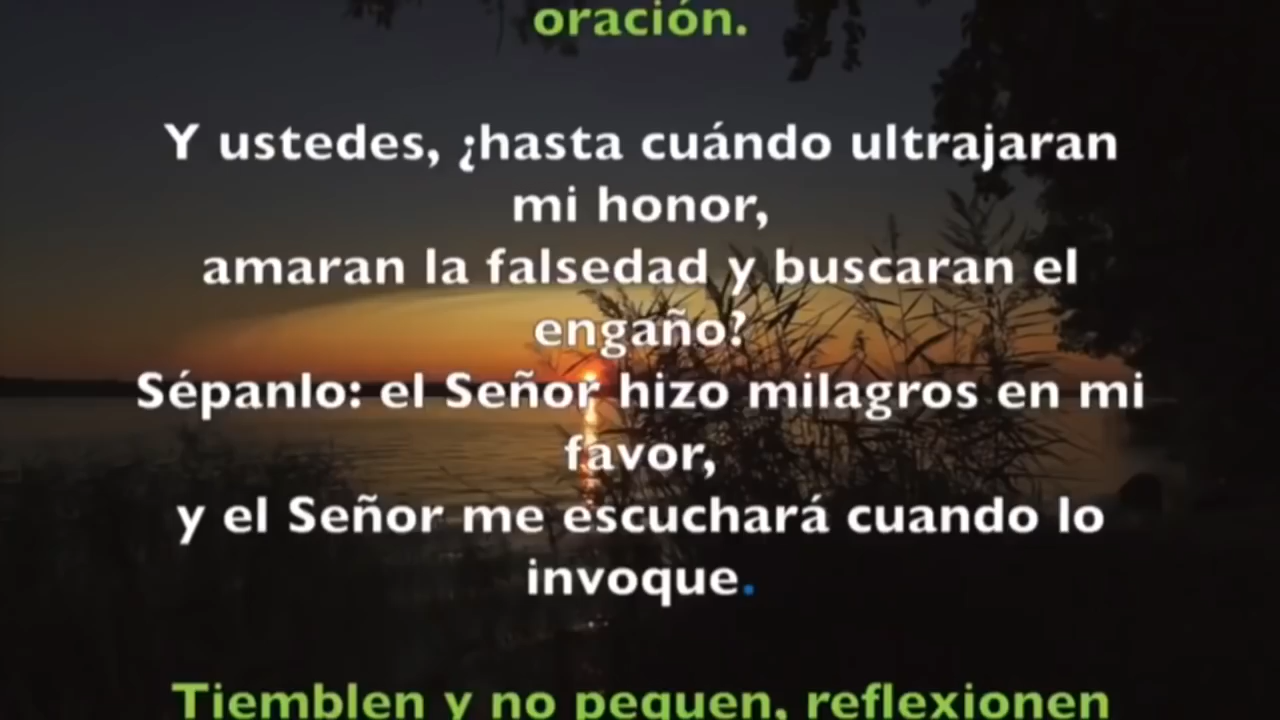 oración.
Y ustedes, ¿hasta cuándo ultrajaran
mi honor,
amaran la falsedad y buscaran el
engaño?
Sépanlo: el Señor hizo milagros en mi
favor,
y el Señor me escuchará cuando lo
invoque.
Tiemblen y no pequen, reflexionen